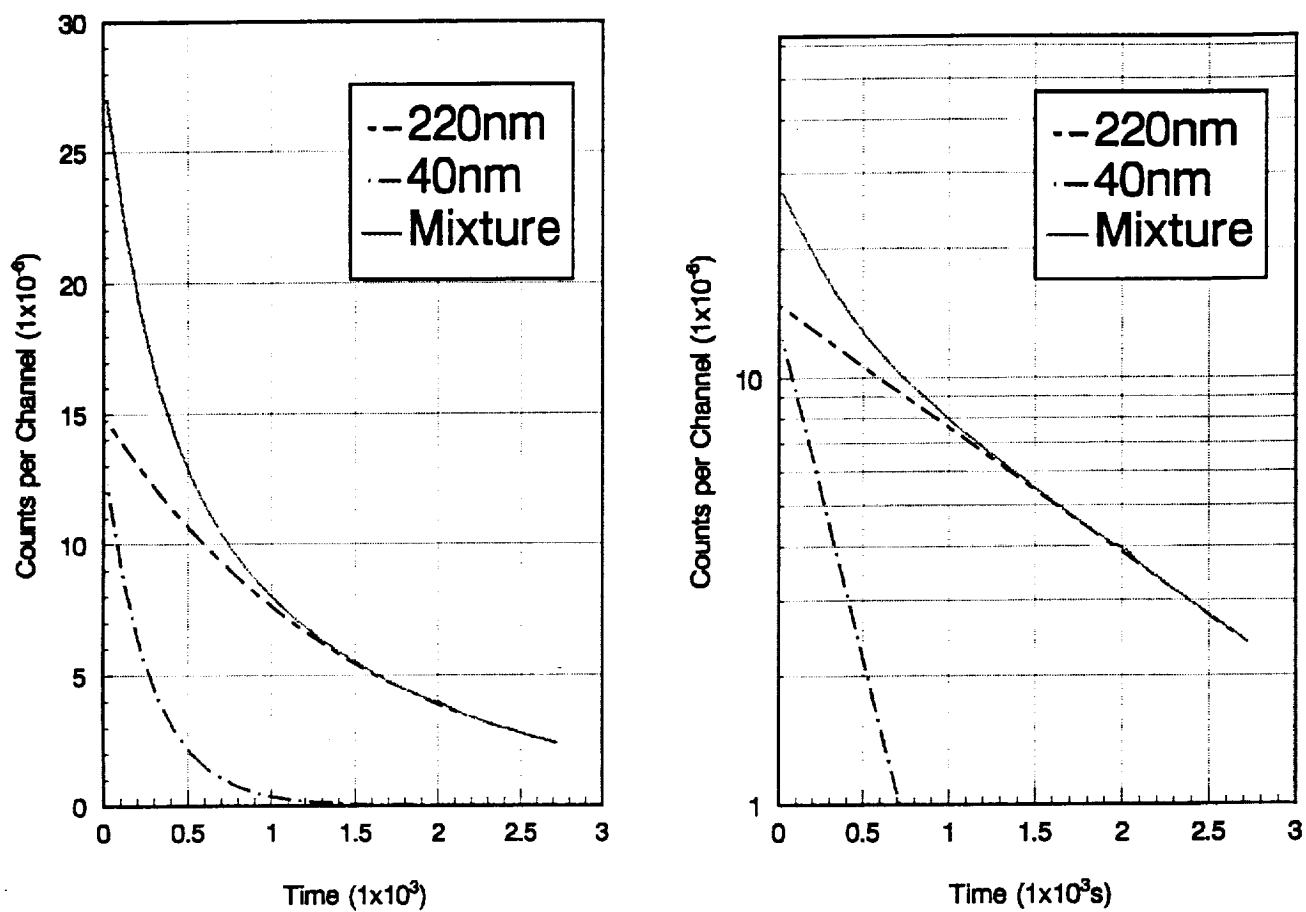 30
25
20
15
10
5
0
Counts per Channel (1x10⁻⁶)
220nm
40nm
Mixture
0 0.5 1 1.5 2 2.5 3
Time (1x10³)
10
1
Counts per Channel (1x10⁻⁶)
220nm
40nm
Mixture
0 0.5 1 1.5 2 2.5 3
Time (1x10³s)